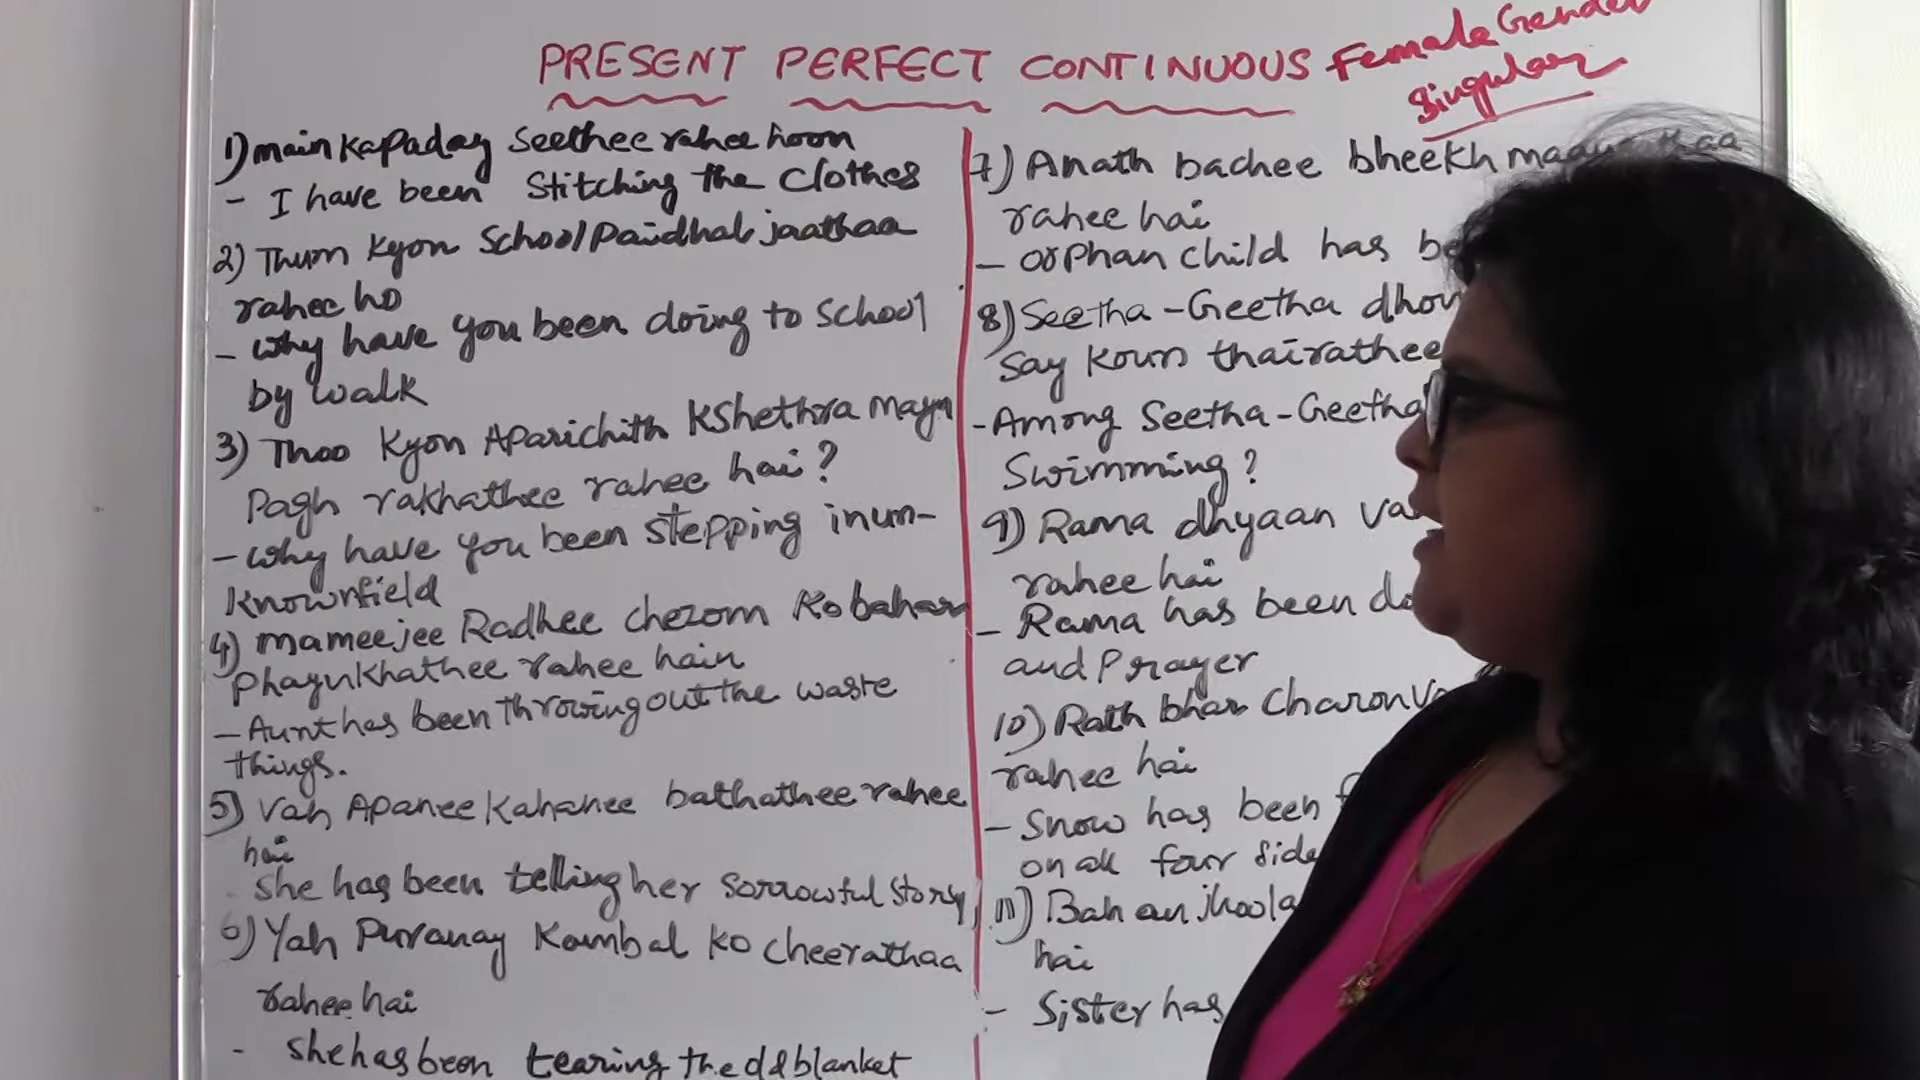 PRESENT PERFECT CONTINUOUS Female Gender
Singular
1) main kapaday seethee rahee hoon
- I have been stitching the clothes
2) Thum kyon school paidhal jaathaa
rahee ho
- why have you been doing to school
by walk
3) Thoo kyon Aparichith kshethra mayn
pagh rakhathee rahee hai?
- why have you been stepping in un-
knownfield
4) mameejee Radhee chezom ko bahar
phaynkhathee rahee hain
- Aunt has been throwing out the waste
things.
5) vah Apanee kahanee bathathee rahee
hai
she has been telling her sorrowful story
6) Yah Puranay Kambal ko cheerathaa
rahee hai
- she has been tearing the old blanket
7) Anath bachee bheekh
rahee hai
- orphan child has
8) Seetha-Geetha
say koun thairathee
- Among Seetha-Geetha
swimming?
9) Rama dhyaan
rahee hai
- Rama has been
and prayer
10) Rath bhar charon
rahee hai
- Snow has been
on all four side
11) Bahan jhoola
hai
- Sister has